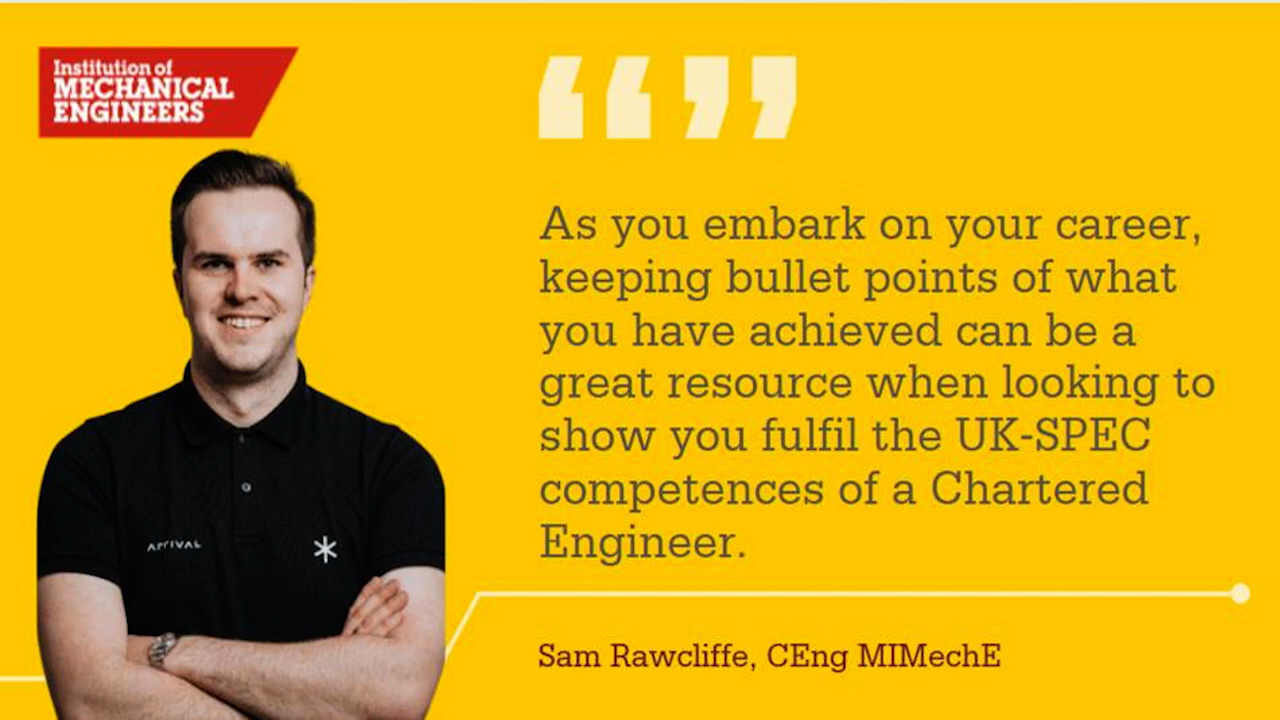 Institution of
MECHANICAL
ENGINEERS
““ ””
As you embark on your career,
keeping bullet points of what
you have achieved can be a
great resource when looking to
show you fulfil the UK-SPEC
competences of a Chartered
Engineer.
ARRIVAL
Sam Rawcliffe, CEng MIMechE